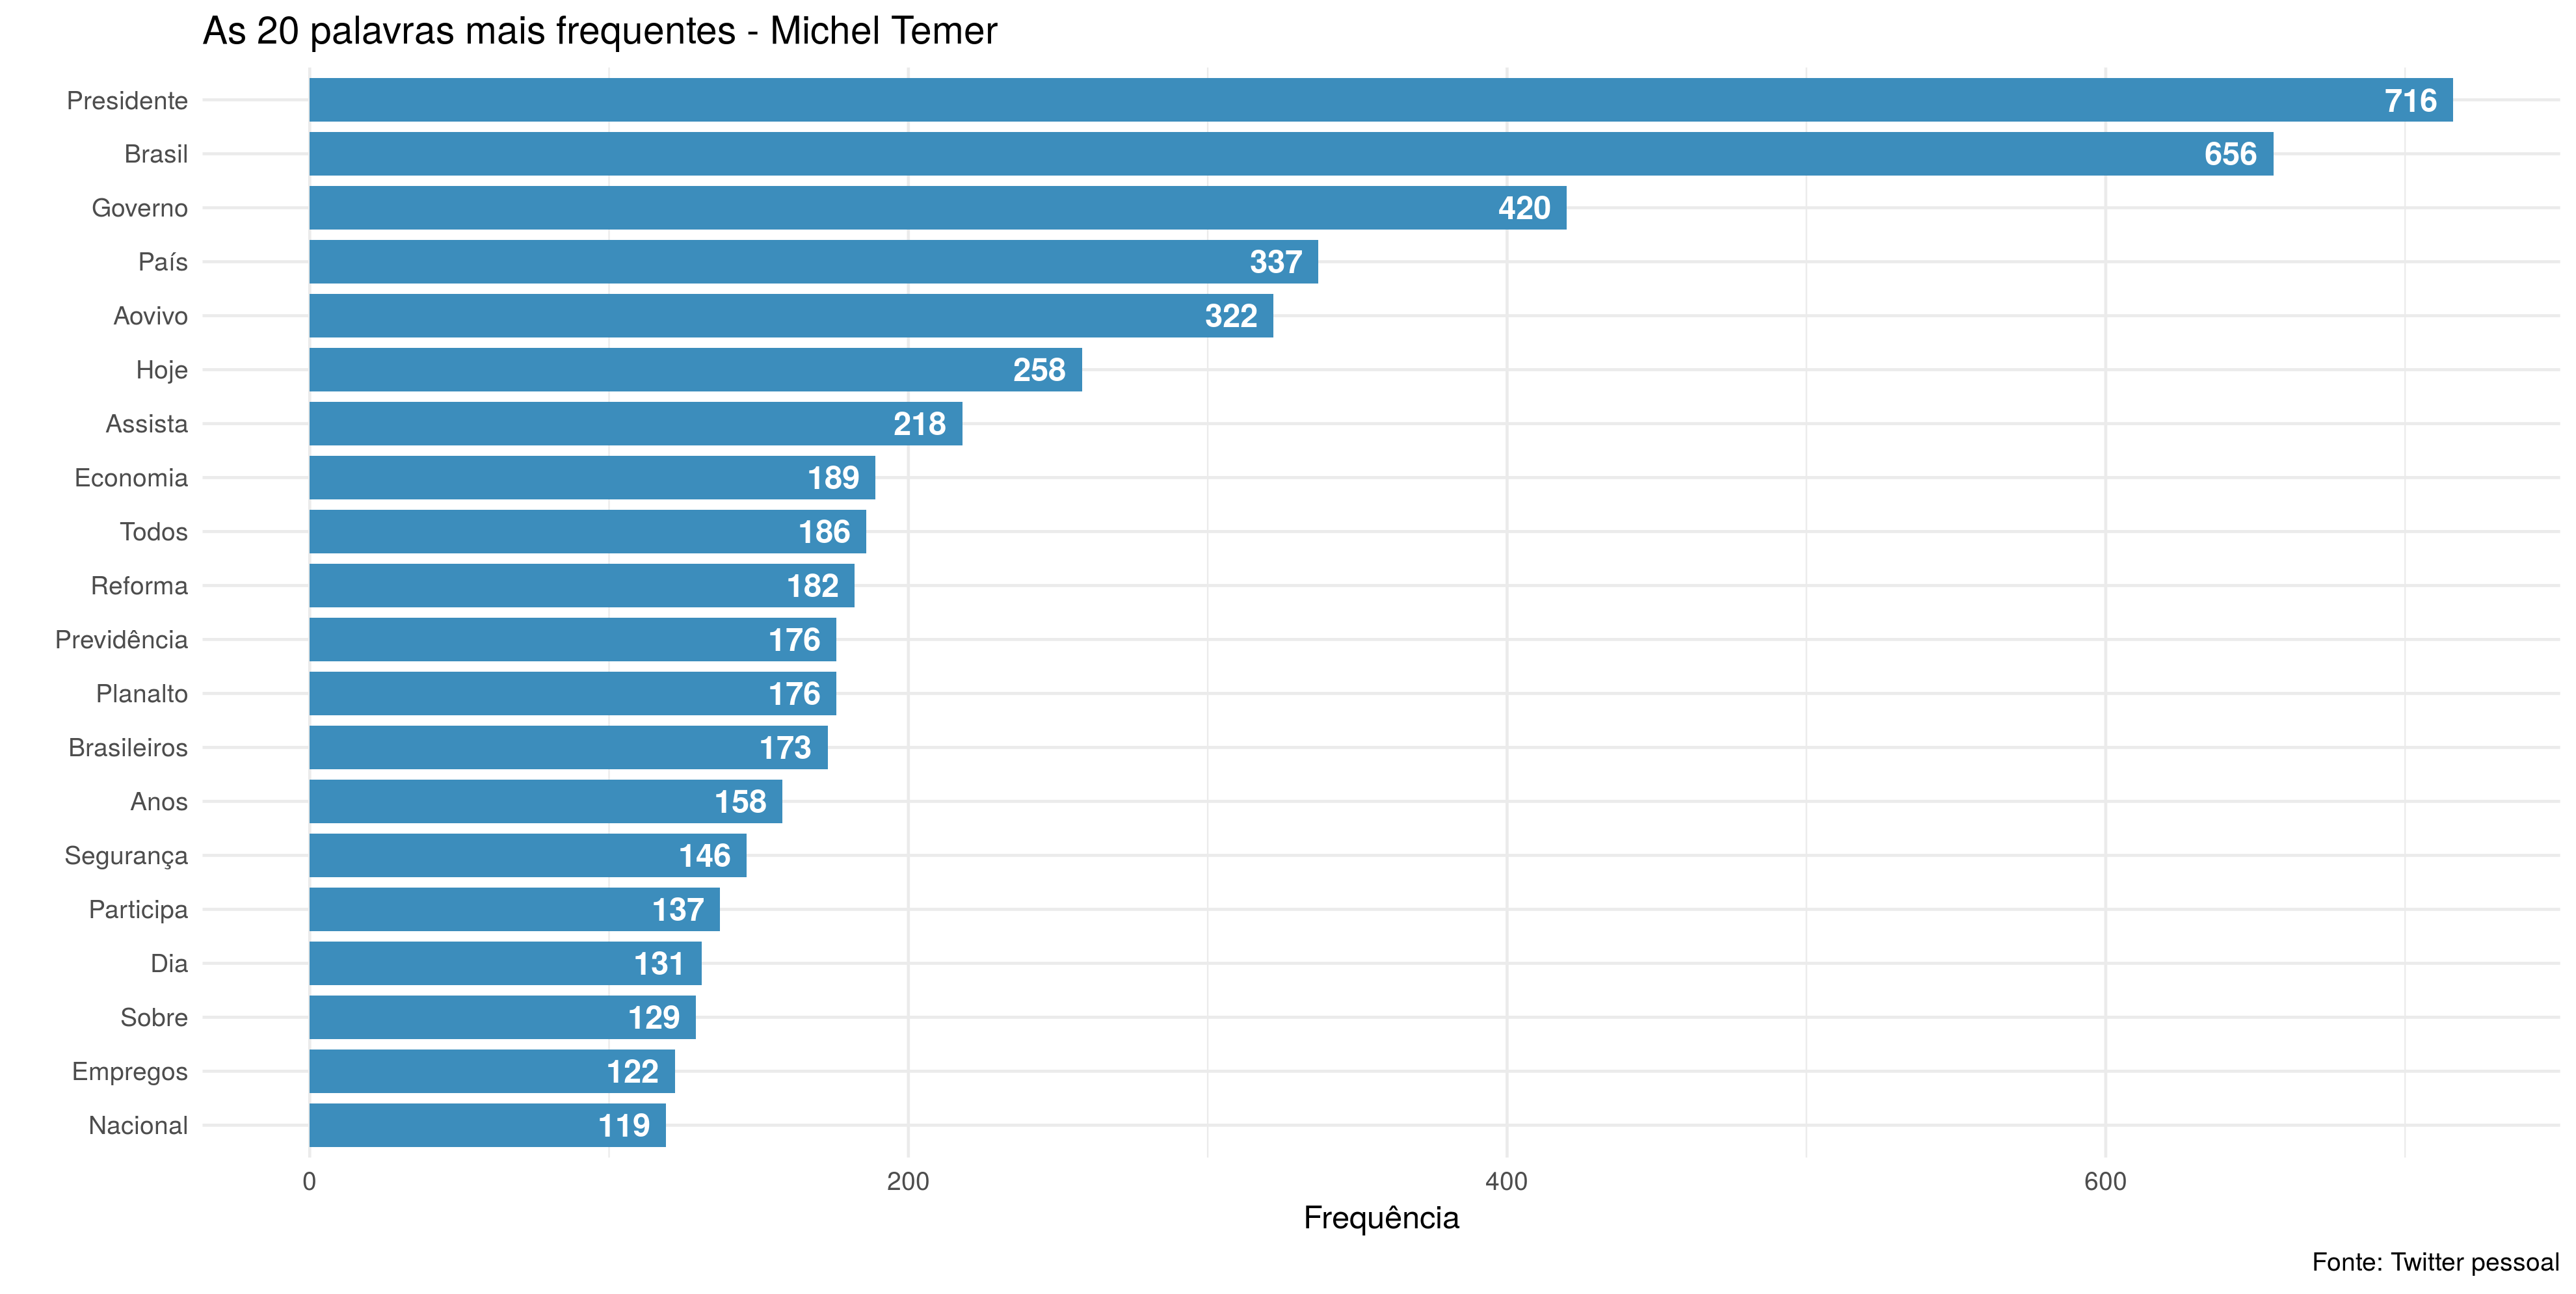 As 20 palavras mais frequentes - Michel Temer
Presidente 716
Brasil 656
Governo 420
País 337
Aovivo 322
Hoje 258
Assista 218
Economia 189
Todos 186
Reforma 182
Previdência 176
Planalto 176
Brasileiros 173
Anos 158
Segurança 146
Participa 137
Dia 131
Sobre 129
Empregos 122
Nacional 119
0 200 400 600
Frequência
Fonte: Twitter pessoal